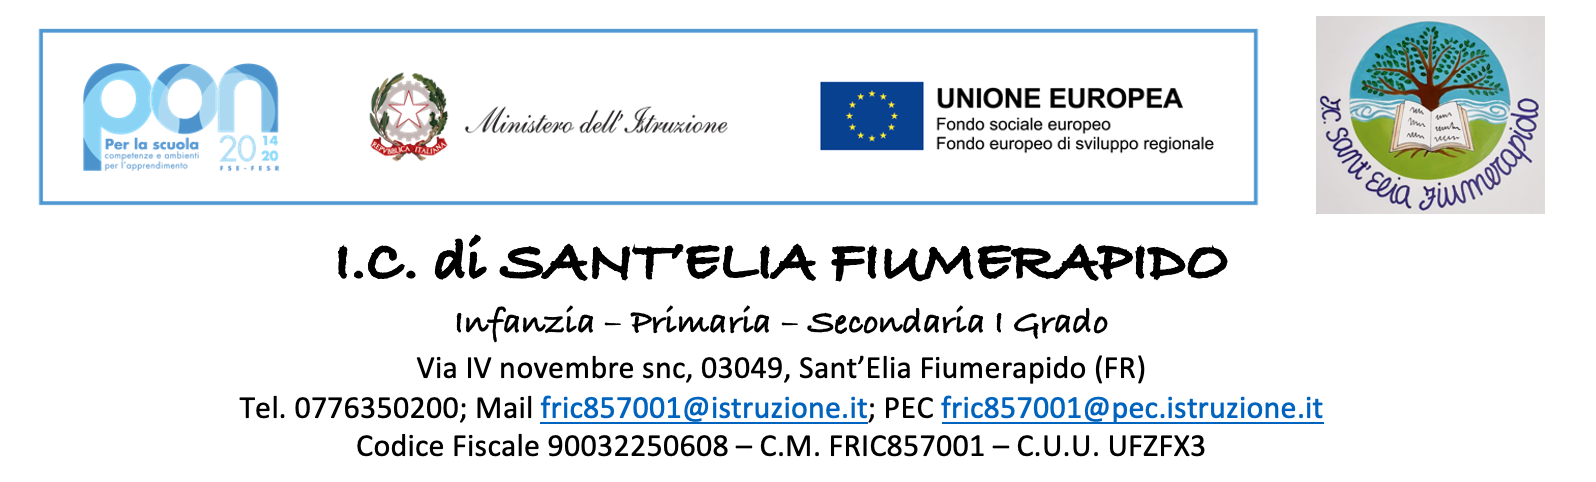 pon
Per la scuola
competenze e ambienti
per l'apprendimento
2014
20
FSE-FESR
REPVBBLICA ITALIANA
Ministero dell'Istruzione
UNIONE EUROPEA
Fondo sociale europeo
Fondo europeo di sviluppo regionale
I.C. Sant'Elia Fiumerapido
I.C. di SANT'ELIA FIUMERAPIDO
Infanzia – Primaria – Secondaria I Grado
Via IV novembre snc, 03049, Sant'Elia Fiumerapido (FR)
Tel. 0776350200; Mail fric857001@istruzione.it; PEC fric857001@pec.istruzione.it
Codice Fiscale 90032250608 – C.M. FRIC857001 – C.U.U. UFZFX3